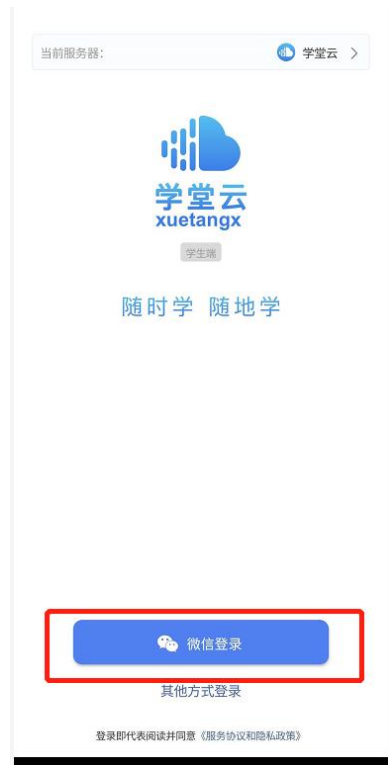 当前服务器: 学堂云 >
学堂云
xuetangx
学生端
随时学 随地学
微信登录
其他方式登录
登录即代表阅读并同意《服务协议和隐私政策》